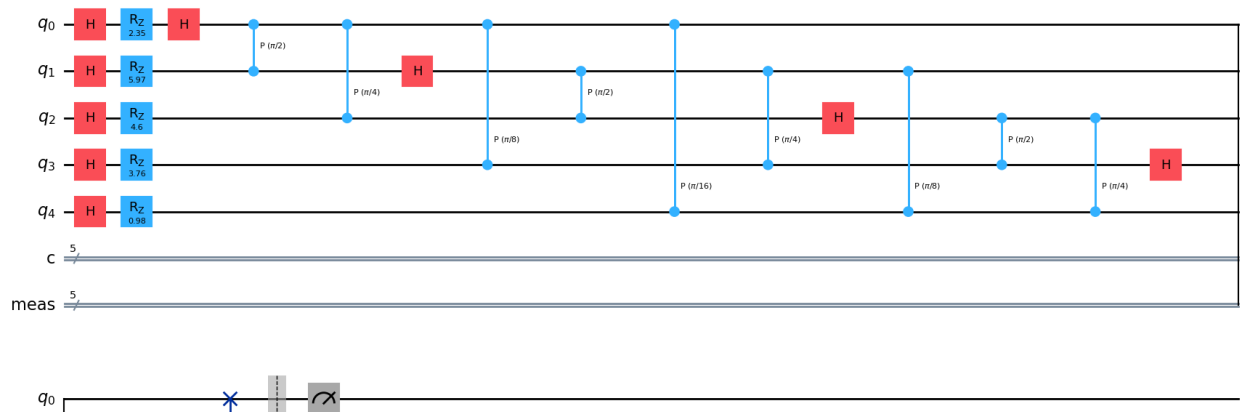 q0 H RZ 2.35 H
P (π/2)
q1 H RZ 5.97 H
P (π/4) P (π/2)
q2 H RZ 4.6 H
P (π/8) P (π/4) P (π/2)
q3 H RZ 3.76 H
P (π/16) P (π/8) P (π/4)
q4 H RZ 0.98
5
c
5
meas
q0